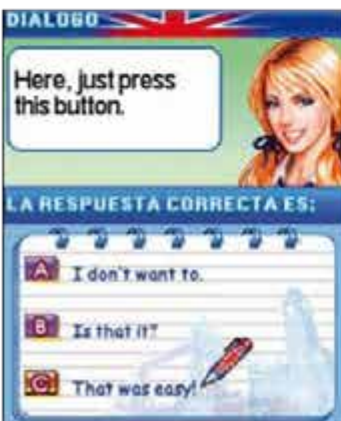 DIALOGO
Here, just press
this button.
LA RESPUESTA CORRECTA ES:
A I don't want to.
B Is that it?
C That was easy!